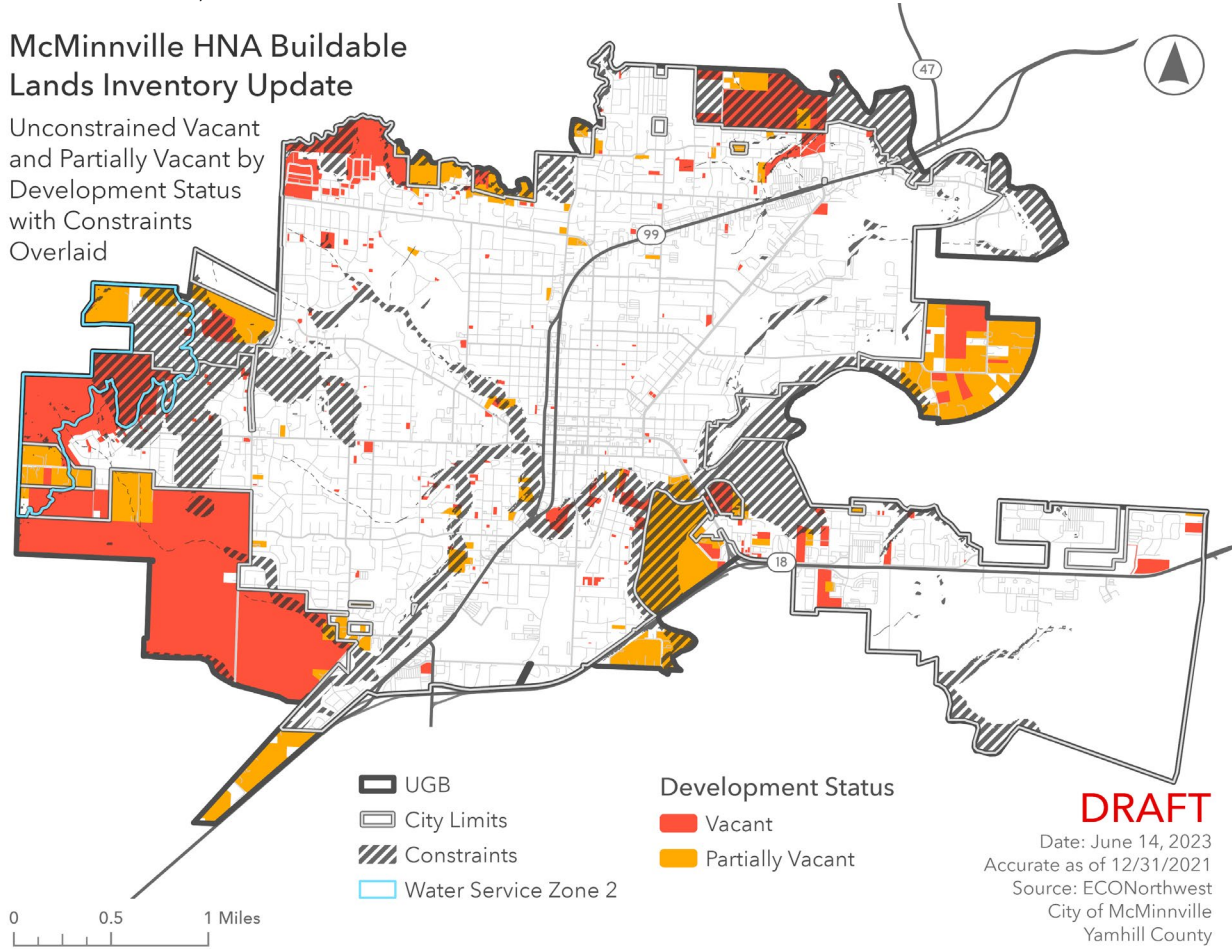 McMinnville HNA Buildable
Lands Inventory Update
Unconstrained Vacant
and Partially Vacant by
Development Status
with Constraints
Overlaid
47
99
18
UGB
City Limits
Constraints
Water Service Zone 2
Development Status
Vacant
Partially Vacant
DRAFT
Date: June 14, 2023
Accurate as of 12/31/2021
Source: ECONorthwest
City of McMinnville
Yamhill County
0 0.5 1 Miles